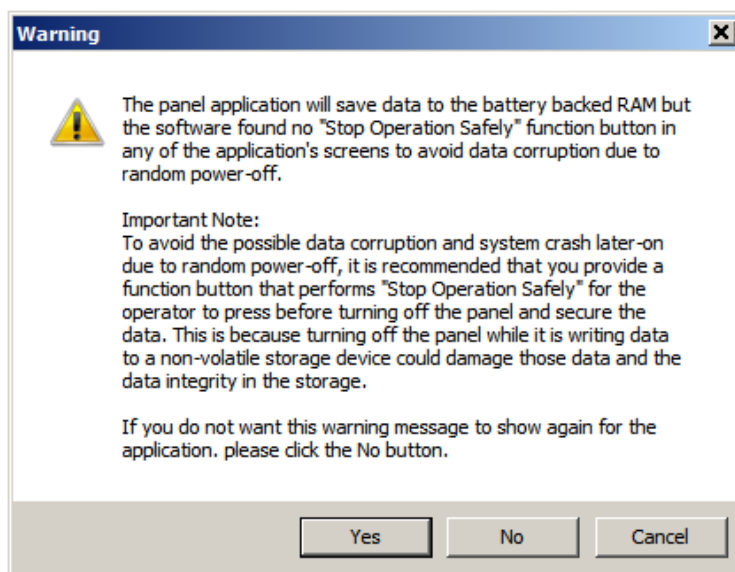 Warning
The panel application will save data to the battery backed RAM but
the software found no "Stop Operation Safely" function button in
any of the application's screens to avoid data corruption due to
random power-off.
Important Note:
To avoid the possible data corruption and system crash later-on
due to random power-off, it is recommended that you provide a
function button that performs "Stop Operation Safely" for the
operator to press before turning off the panel and secure the
data. This is because turning off the panel while it is writing data
to a non-volatile storage device could damage those data and the
data integrity in the storage.
If you do not want this warning message to show again for the
application. please click the No button.
Yes No Cancel